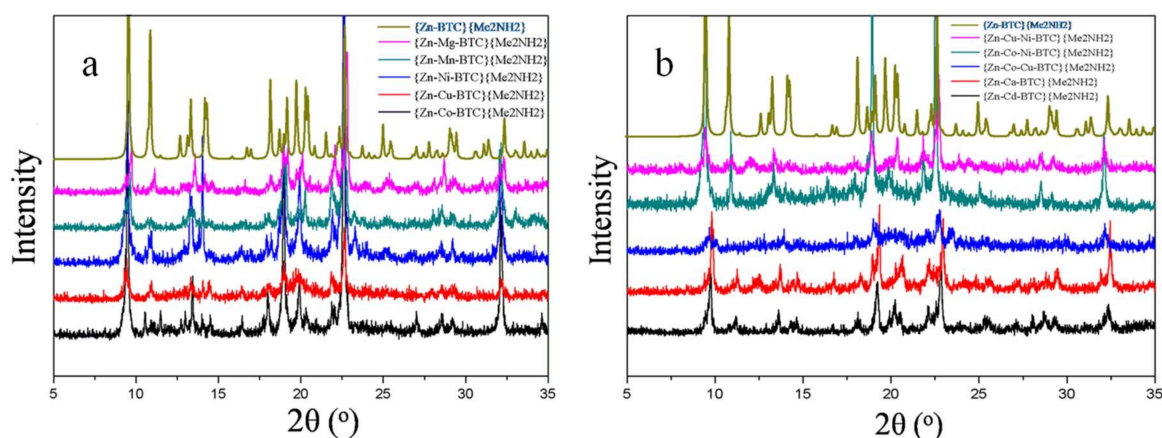 a
{Zn-BTC}{Me2NH2}
{Zn-Mg-BTC}{Me2NH2}
{Zn-Mn-BTC}{Me2NH2}
{Zn-Ni-BTC}{Me2NH2}
{Zn-Cu-BTC}{Me2NH2}
{Zn-Co-BTC}{Me2NH2}
Intensity
5 10 15 20 25 30 35
2θ (º)
b
{Zn-BTC}{Me2NH2}
{Zn-Cu-Ni-BTC}{Me2NH2}
{Zn-Co-Ni-BTC}{Me2NH2}
{Zn-Co-Cu-BTC}{Me2NH2}
{Zn-Ca-BTC}{Me2NH2}
{Zn-Cd-BTC}{Me2NH2}
Intensity
5 10 15 20 25 30 35
2θ (º)